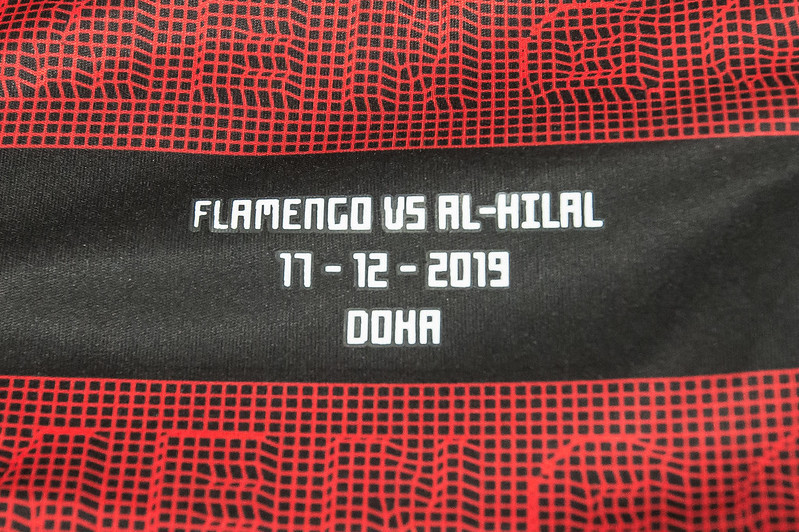 FLAMENGO VS AL-HILAL
17 - 12 - 2019
DOHA